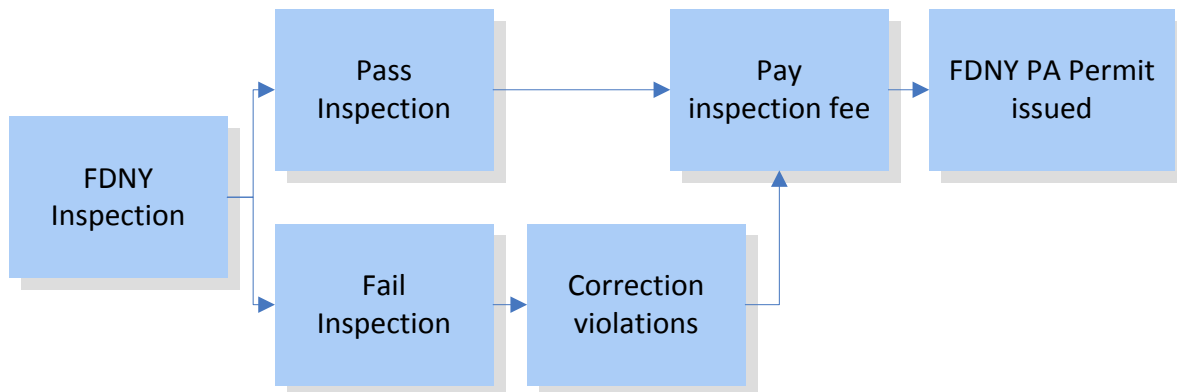 Pass
Inspection
Pay
inspection fee
FDNY PA Permit
issued
FDNY
Inspection
Fail
Inspection
Correction
violations